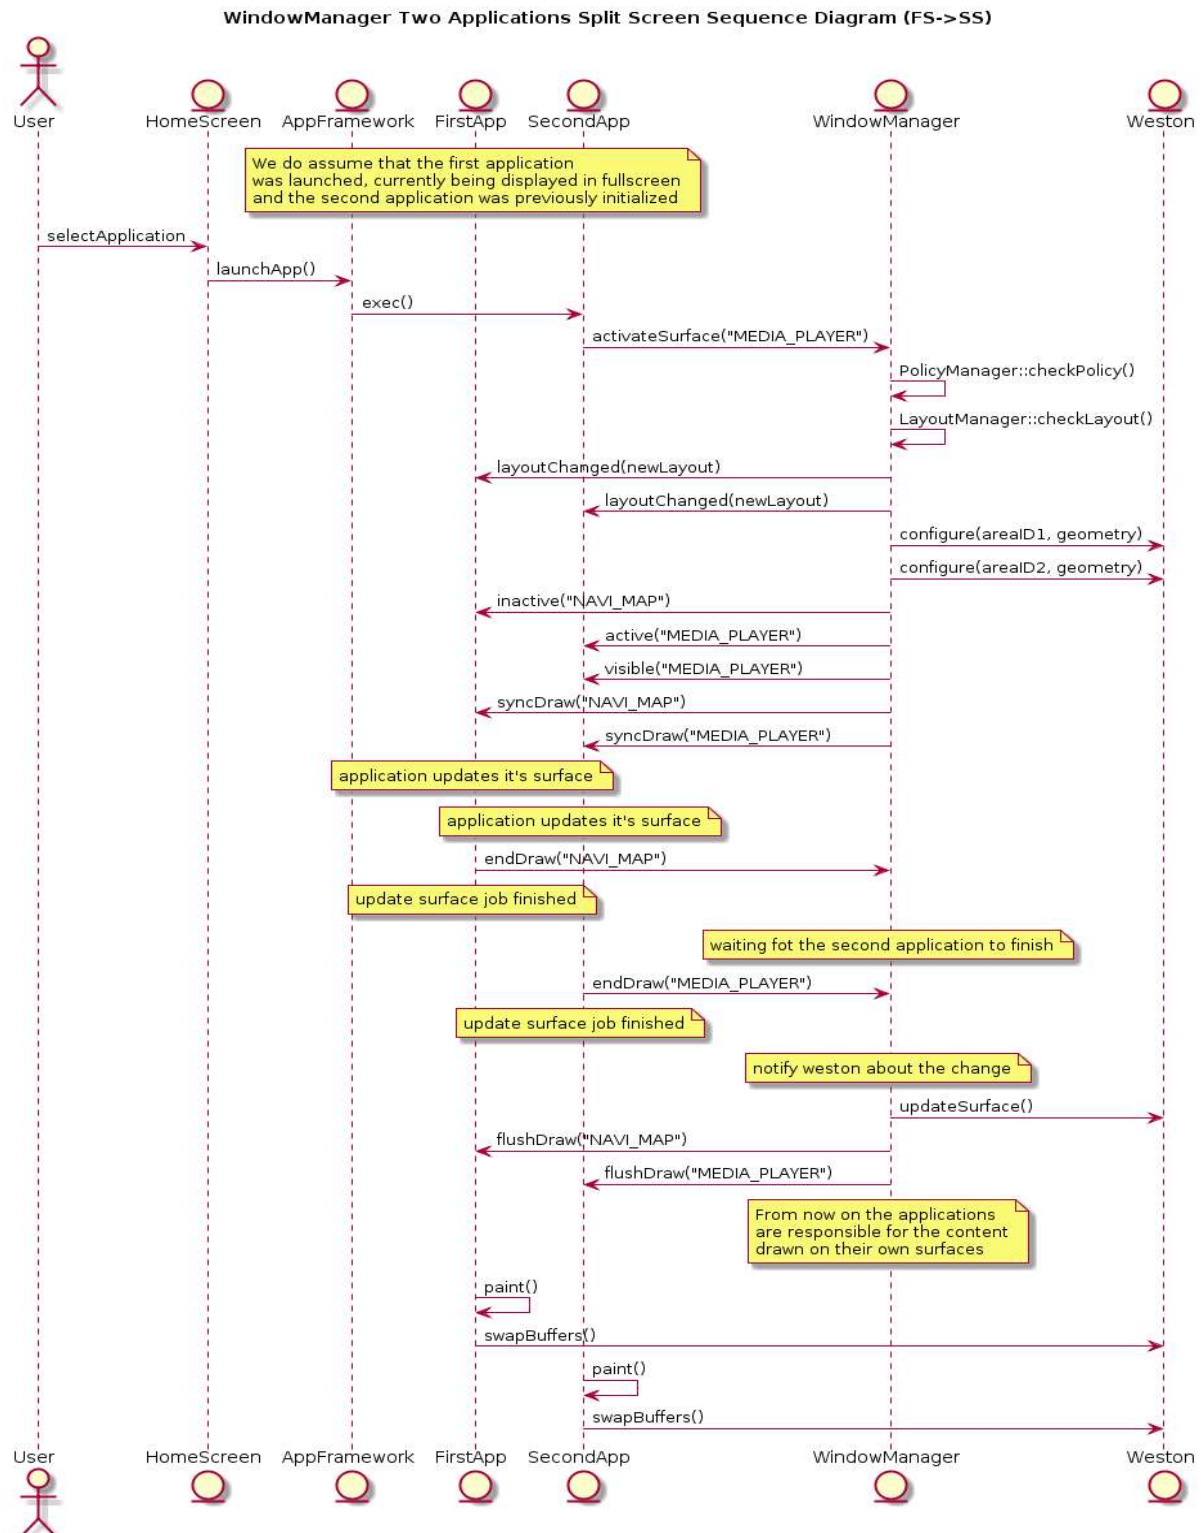 WindowManager Two Applications Split Screen Sequence Diagram (FS->SS)
User HomeScreen AppFramework FirstApp SecondApp WindowManager Weston
We do assume that the first application
was launched, currently being displayed in fullscreen
and the second application was previously initialized
selectApplication
launchApp()
exec()
activateSurface("MEDIA_PLAYER")
PolicyManager::checkPolicy()
LayoutManager::checkLayout()
layoutChanged(newLayout)
layoutChanged(newLayout)
configure(areaID1, geometry)
configure(areaID2, geometry)
inactive("NAVI_MAP")
active("MEDIA_PLAYER")
visible("MEDIA_PLAYER")
syncDraw("NAVI_MAP")
syncDraw("MEDIA_PLAYER")
application updates it's surface
application updates it's surface
endDraw("NAVI_MAP")
update surface job finished
waiting fot the second application to finish
endDraw("MEDIA_PLAYER")
update surface job finished
notify weston about the change
updateSurface()
flushDraw("NAVI_MAP")
flushDraw("MEDIA_PLAYER")
From now on the applications
are responsible for the content
drawn on their own surfaces
paint()
swapBuffers()
paint()
swapBuffers()
User HomeScreen AppFramework FirstApp SecondApp WindowManager Weston